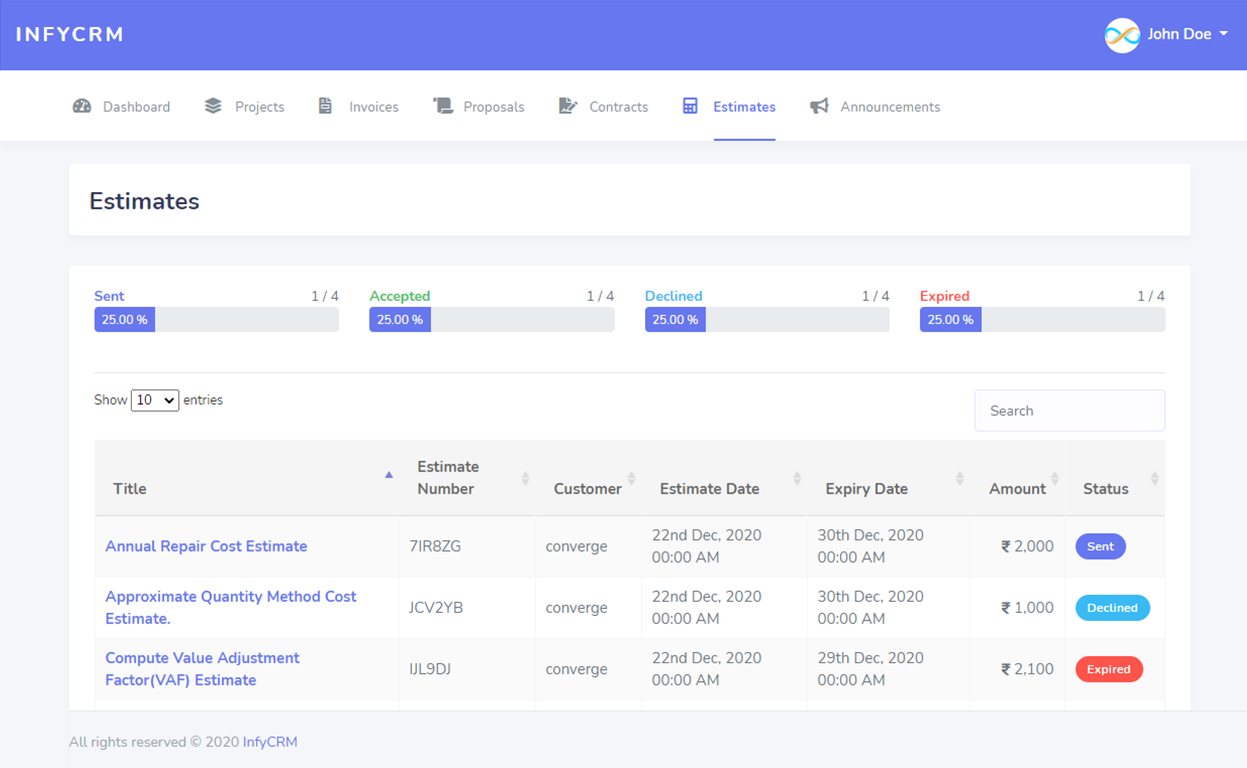 INFYCRM
John Doe
Dashboard Projects Invoices Proposals Contracts Estimates Announcements
Estimates
Sent 1 / 4 Accepted 1 / 4 Declined 1 / 4 Expired 1 / 4
25.00 % 25.00 % 25.00 % 25.00 %
Show 10 entries
Search
Title Estimate Number Customer Estimate Date Expiry Date Amount Status
Annual Repair Cost Estimate 7IR8ZG converge 22nd Dec, 2020 00:00 AM 30th Dec, 2020 00:00 AM ₹ 2,000 Sent
Approximate Quantity Method Cost Estimate. JCV2YB converge 22nd Dec, 2020 00:00 AM 30th Dec, 2020 00:00 AM ₹ 1,000 Declined
Compute Value Adjustment Factor(VAF) Estimate IJL9DJ converge 22nd Dec, 2020 00:00 AM 29th Dec, 2020 00:00 AM ₹ 2,100 Expired
All rights reserved © 2020 InfyCRM